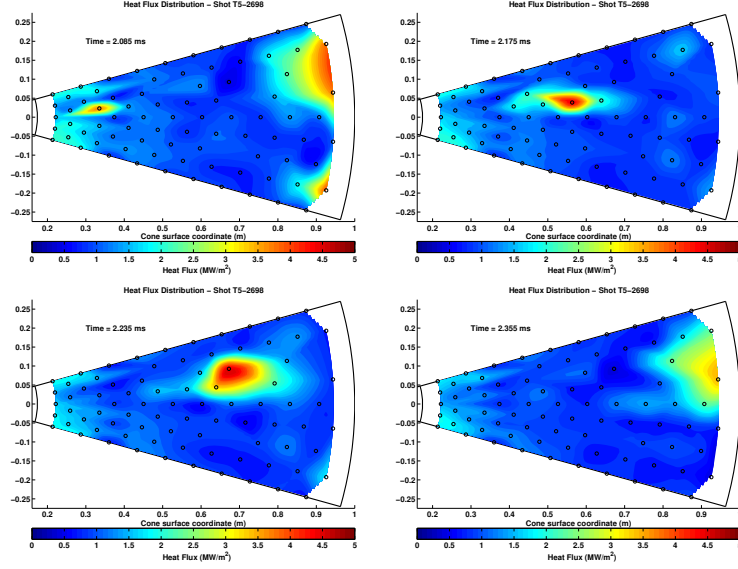 Heat Flux Distribution − Shot T5−2698
Time = 2.085 ms
0.25
0.2
0.15
0.1
0.05
0
−0.05
−0.1
−0.15
−0.2
−0.25
0.2 0.3 0.4 0.5 0.6 0.7 0.8 0.9 1
Cone surface coordinate (m)
0 0.5 1 1.5 2 2.5 3 3.5 4 4.5 5
Heat Flux (MW/m²)
Heat Flux Distribution − Shot T5−2698
Time = 2.175 ms
0.25
0.2
0.15
0.1
0.05
0
−0.05
−0.1
−0.15
−0.2
−0.25
0.2 0.3 0.4 0.5 0.6 0.7 0.8 0.9
Cone surface coordinate (m)
0 0.5 1 1.5 2 2.5 3 3.5 4 4.5
Heat Flux (MW/m²)
Heat Flux Distribution − Shot T5−2698
Time = 2.235 ms
0.25
0.2
0.15
0.1
0.05
0
−0.05
−0.1
−0.15
−0.2
−0.25
0.2 0.3 0.4 0.5 0.6 0.7 0.8 0.9 1
Cone surface coordinate (m)
0 0.5 1 1.5 2 2.5 3 3.5 4 4.5 5
Heat Flux (MW/m²)
Heat Flux Distribution − Shot T5−2698
Time = 2.355 ms
0.25
0.2
0.15
0.1
0.05
0
−0.05
−0.1
−0.15
−0.2
−0.25
0.2 0.3 0.4 0.5 0.6 0.7 0.8 0.9
Cone surface coordinate (m)
0 0.5 1 1.5 2 2.5 3 3.5 4 4.5
Heat Flux (MW/m²)